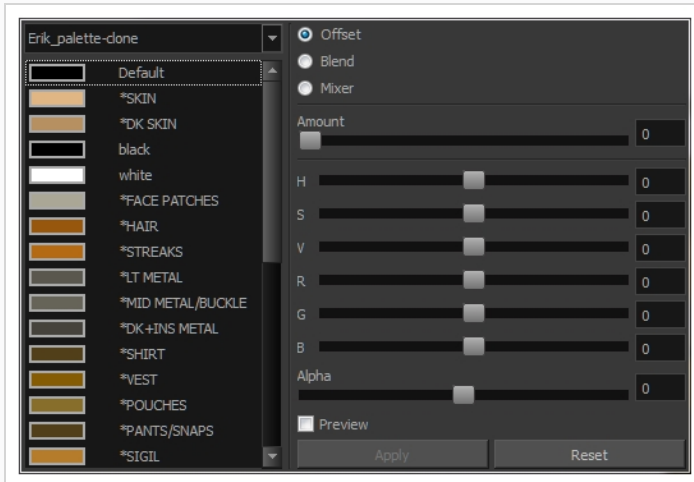 Erik_palette-clone
Default
*SKIN
*DK SKIN
black
white
*FACE PATCHES
*HAIR
*STREAKS
*LT METAL
*MID METAL/BUCKLE
*DK+INS METAL
*SHIRT
*VEST
*POUCHES
*PANTS/SNAPS
*SIGIL
Offset
Blend
Mixer
Amount
0
H 0
S 0
V 0
R 0
G 0
B 0
Alpha
0
Preview
Apply Reset